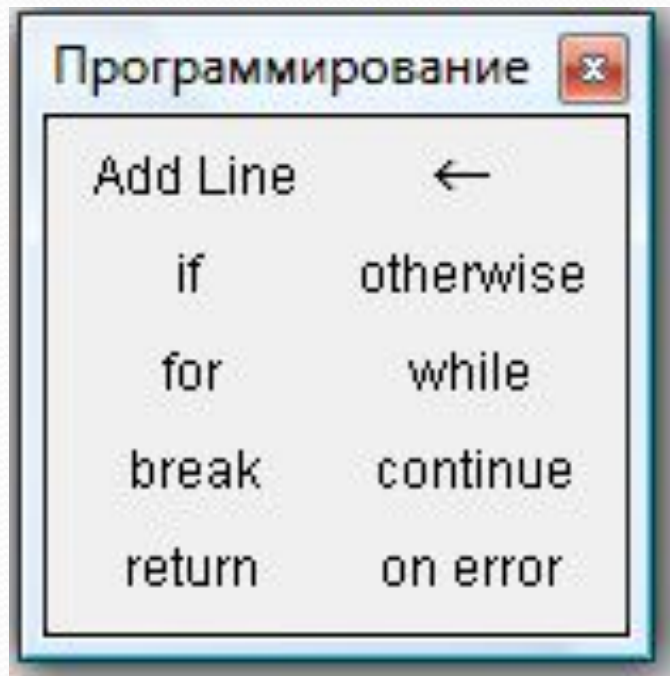 Программирование x
Add Line ←
if otherwise
for while
break continue
return on error